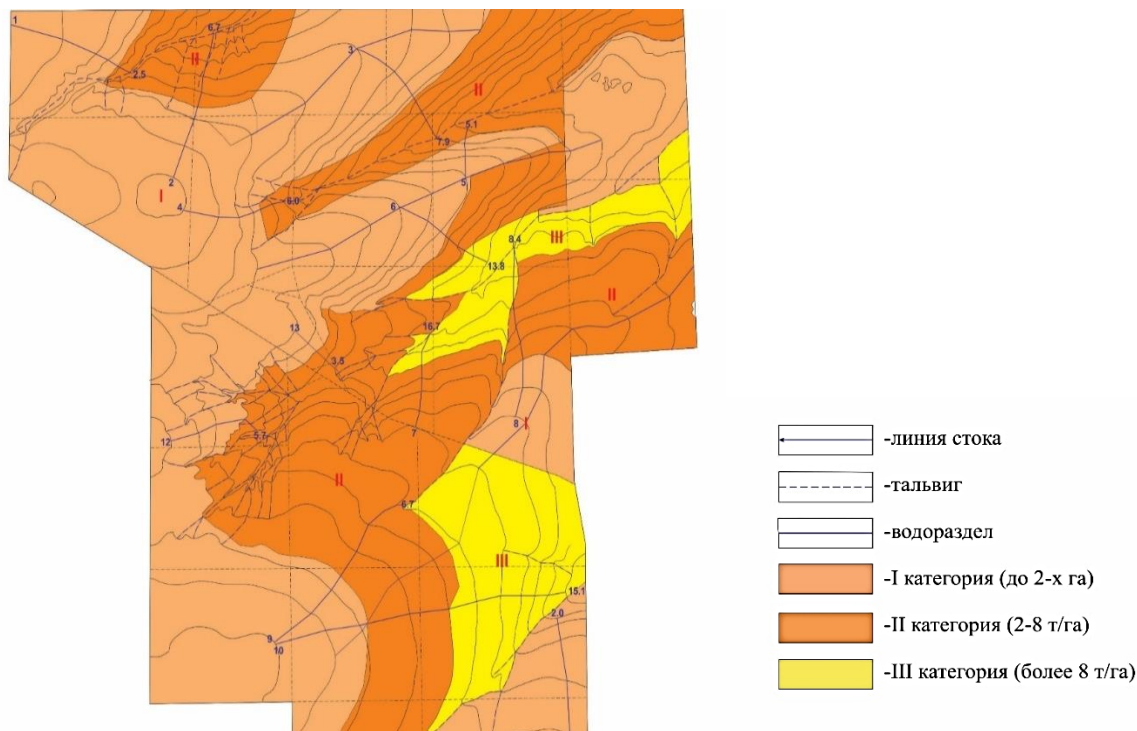 1
6.7
2.5
II
3
II
5.1
7.9
2
I
4
6.0
5
6
8.4
III
13.8
II
13
16.7
3.5
12
5.7
7
8
I
II
6.7
III
15.1
2.0
9
10
-линия стока
-тальвиг
-водораздел
-I категория (до 2-х га)
-II категория (2-8 т/га)
-III категория (более 8 т/га)